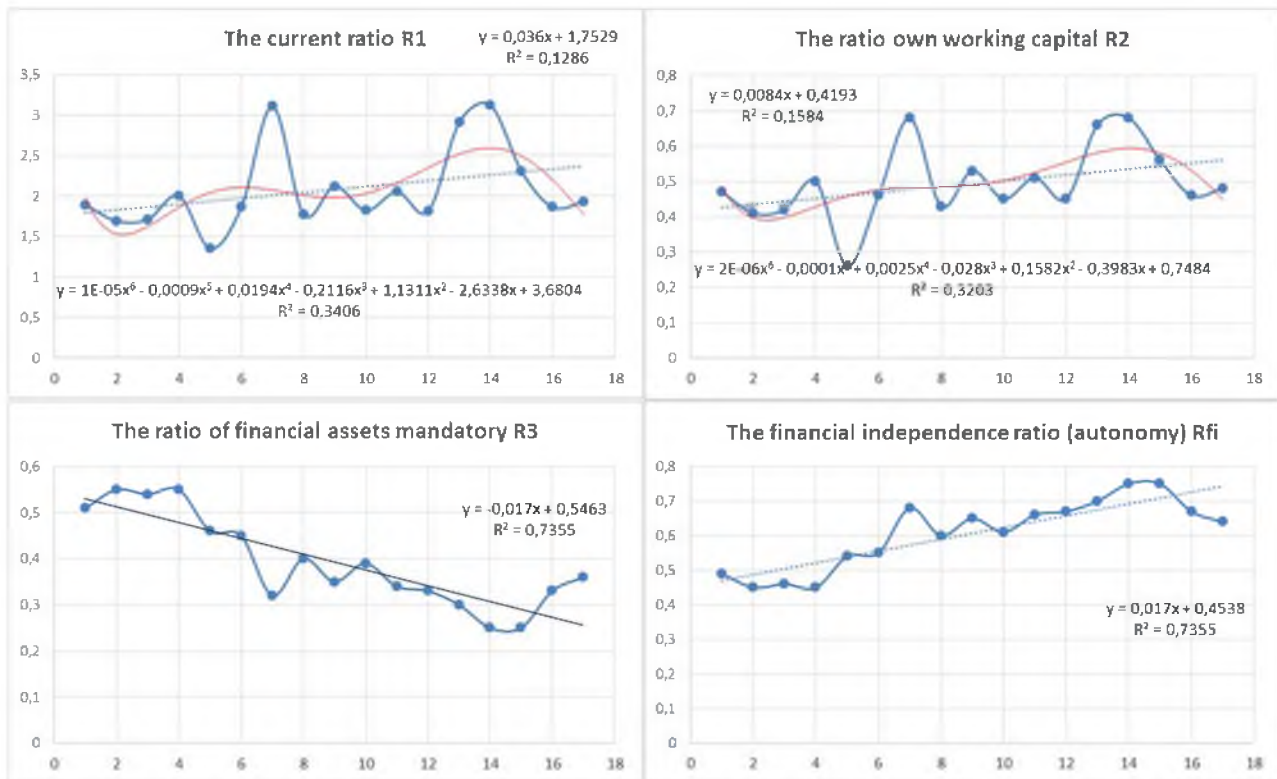 The current ratio R1
y = 0,036x + 1,7529
R² = 0,1286
3,5
3
2,5
2
1,5
1
0,5
0
y = 1E-05x⁶ - 0,0009x⁵ + 0,0194x⁴ - 0,2116x³ + 1,1311x² - 2,6338x + 3,6804
R² = 0,3406
0 2 4 6 8 10 12 14 16 18
The ratio own working capital R2
y = 0,0084x + 0,4193
R² = 0,1584
0,8
0,7
0,6
0,5
0,4
0,3
0,2
0,1
0
y = 2E-06x⁶ - 0,0001x⁵ + 0,0025x⁴ - 0,028x³ + 0,1582x² - 0,3983x + 0,7484
R² = 0,3203
0 2 4 6 8 10 12 14 16 18
The ratio of financial assets mandatory R3
0,6
0,5
0,4
0,3
0,2
0,1
0
y = -0,017x + 0,5463
R² = 0,7355
0 2 4 6 8 10 12 14 16 18
The financial independence ratio (autonomy) Rfi
0,8
0,7
0,6
0,5
0,4
0,3
0,2
0,1
0
y = 0,017x + 0,4538
R² = 0,7355
0 2 4 6 8 10 12 14 16 18